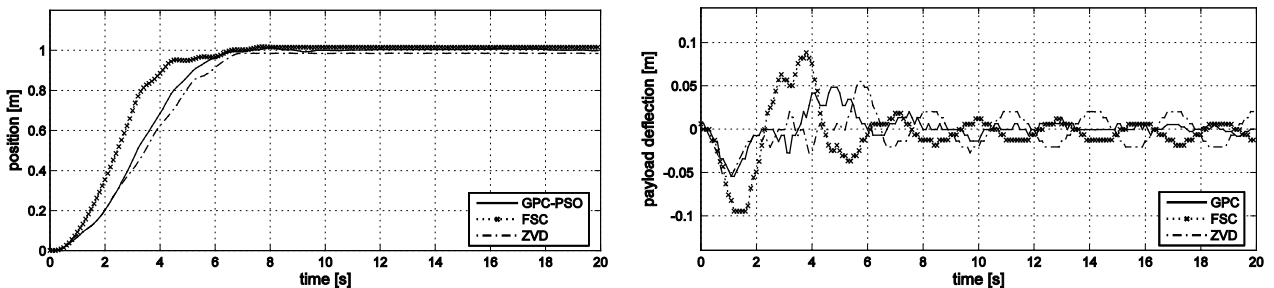 position [m]
1
0.8
0.6
0.4
0.2
0
0 2 4 6 8 10 12 14 16 18 20
time [s]
GPC-PSO
FSC
ZVD
payload deflection [m]
0.1
0.05
0
-0.05
-0.1
0 2 4 6 8 10 12 14 16 18 20
time [s]
GPC
FSC
ZVD